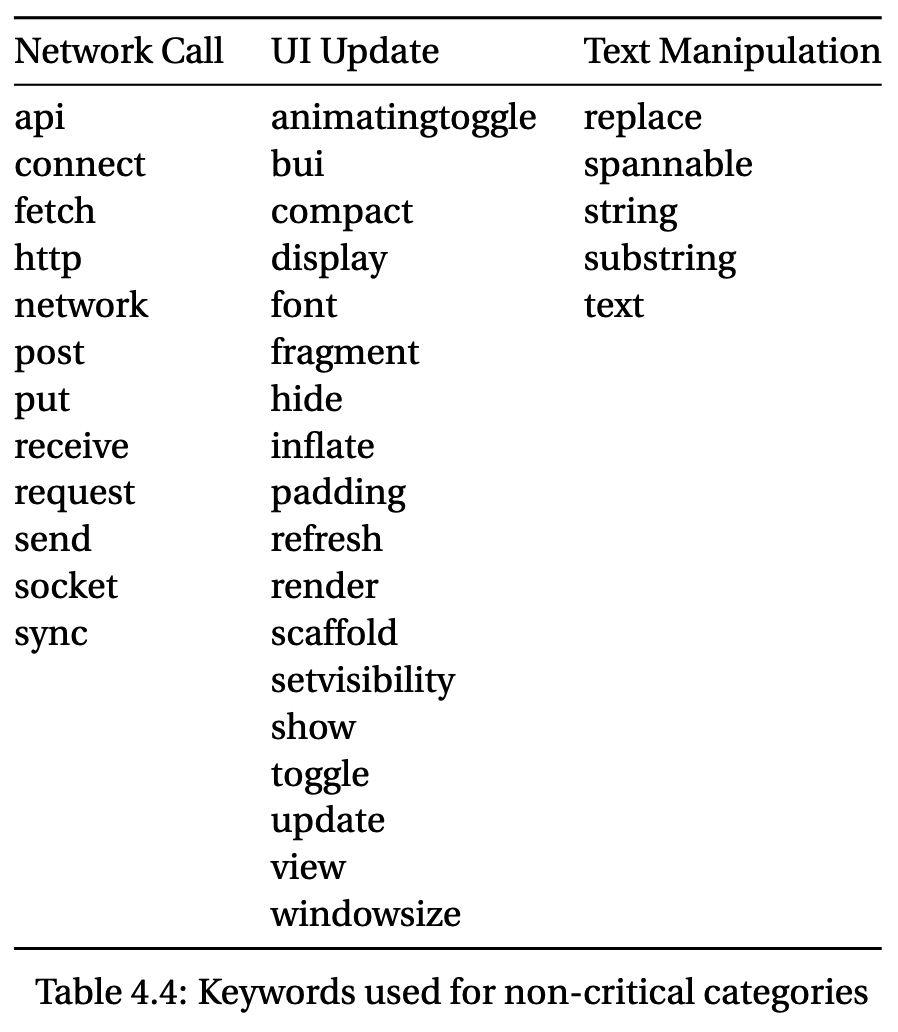 Network Call UI Update Text Manipulation
api animatingtoggle replace
connect bui spannable
fetch compact string
http display substring
network font text
post fragment
put hide
receive inflate
request padding
send refresh
socket render
sync scaffold
setvisibility
show
toggle
update
view
windowsize
Table 4.4: Keywords used for non-critical categories